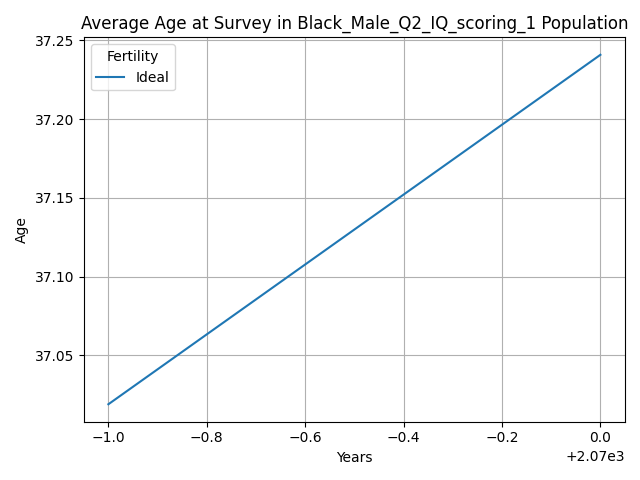 Average Age at Survey in Black_Male_Q2_IQ_scoring_1 Population
37.25
Fertility
Ideal
37.20
37.15
Age
37.10
37.05
−1.0 −0.8 −0.6 −0.4 −0.2 0.0
Years
+2.07e3